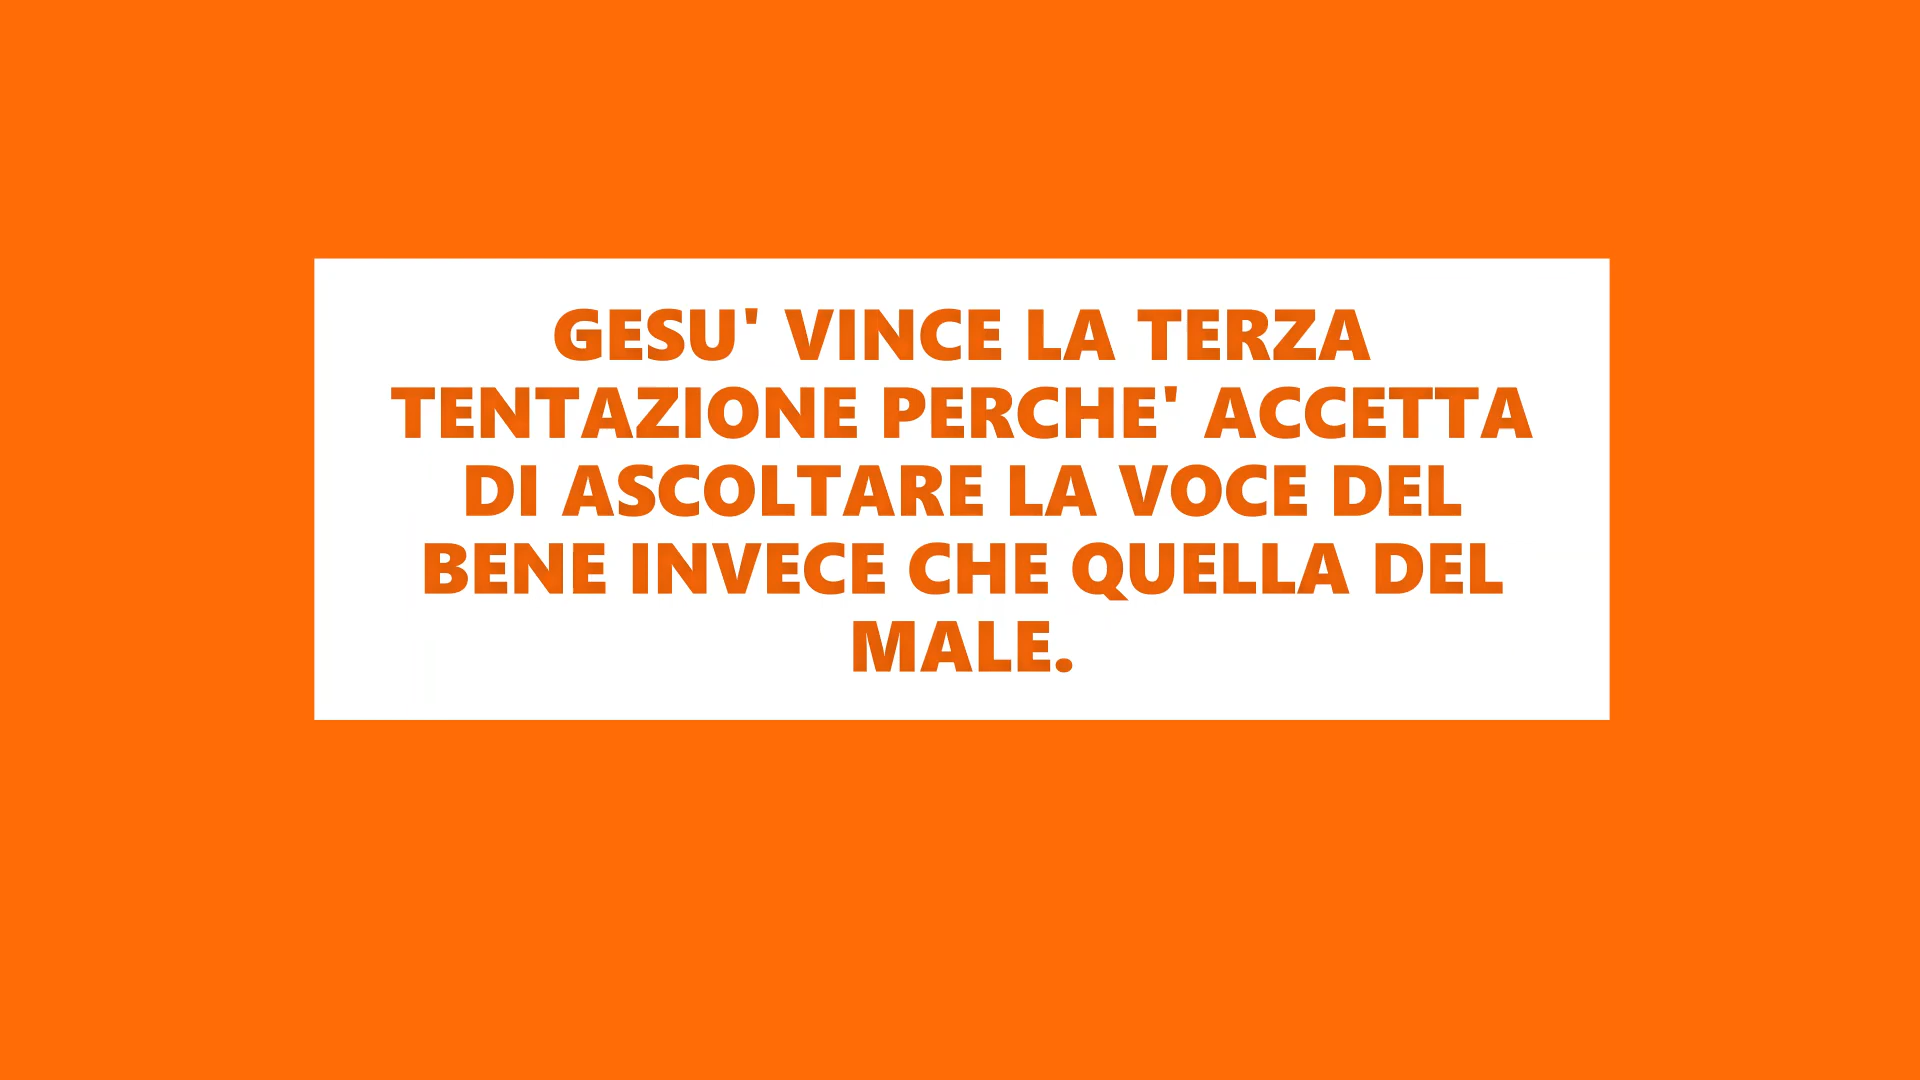 GESU' VINCE LA TERZA
TENTAZIONE PERCHE' ACCETTA
DI ASCOLTARE LA VOCE DEL
BENE INVECE CHE QUELLA DEL
MALE.